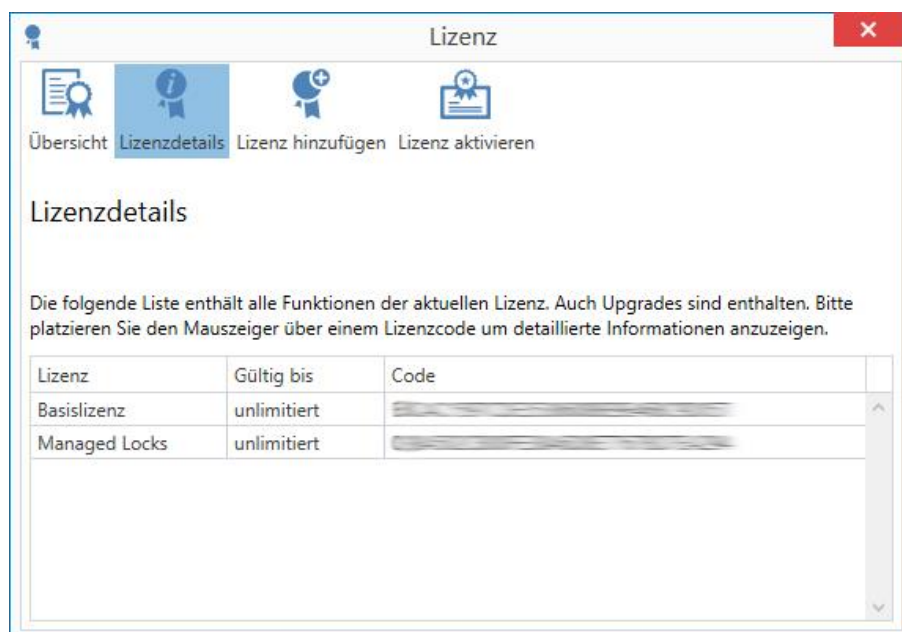 Lizenz
Übersicht Lizenzdetails Lizenz hinzufügen Lizenz aktivieren
Lizenzdetails
Die folgende Liste enthält alle Funktionen der aktuellen Lizenz. Auch Upgrades sind enthalten. Bitte
platzieren Sie den Mauszeiger über einem Lizenzcode um detaillierte Informationen anzuzeigen.
Lizenz Gültig bis Code
Basislizenz unlimitiert
Managed Locks unlimitiert